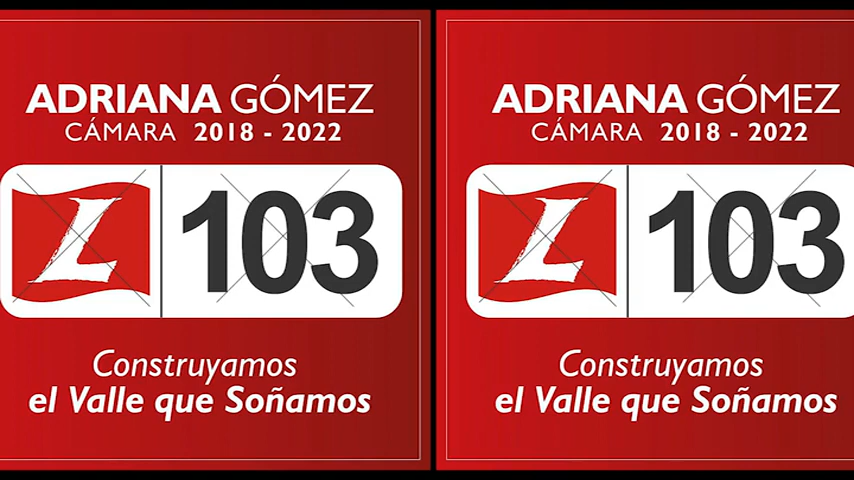 ADRIANA GÓMEZ
CÁMARA 2018 - 2022
L 103
Construyamos
el Valle que Soñamos
ADRIANA GÓMEZ
CÁMARA 2018 - 2022
L 103
Construyamos
el Valle que Soñamos